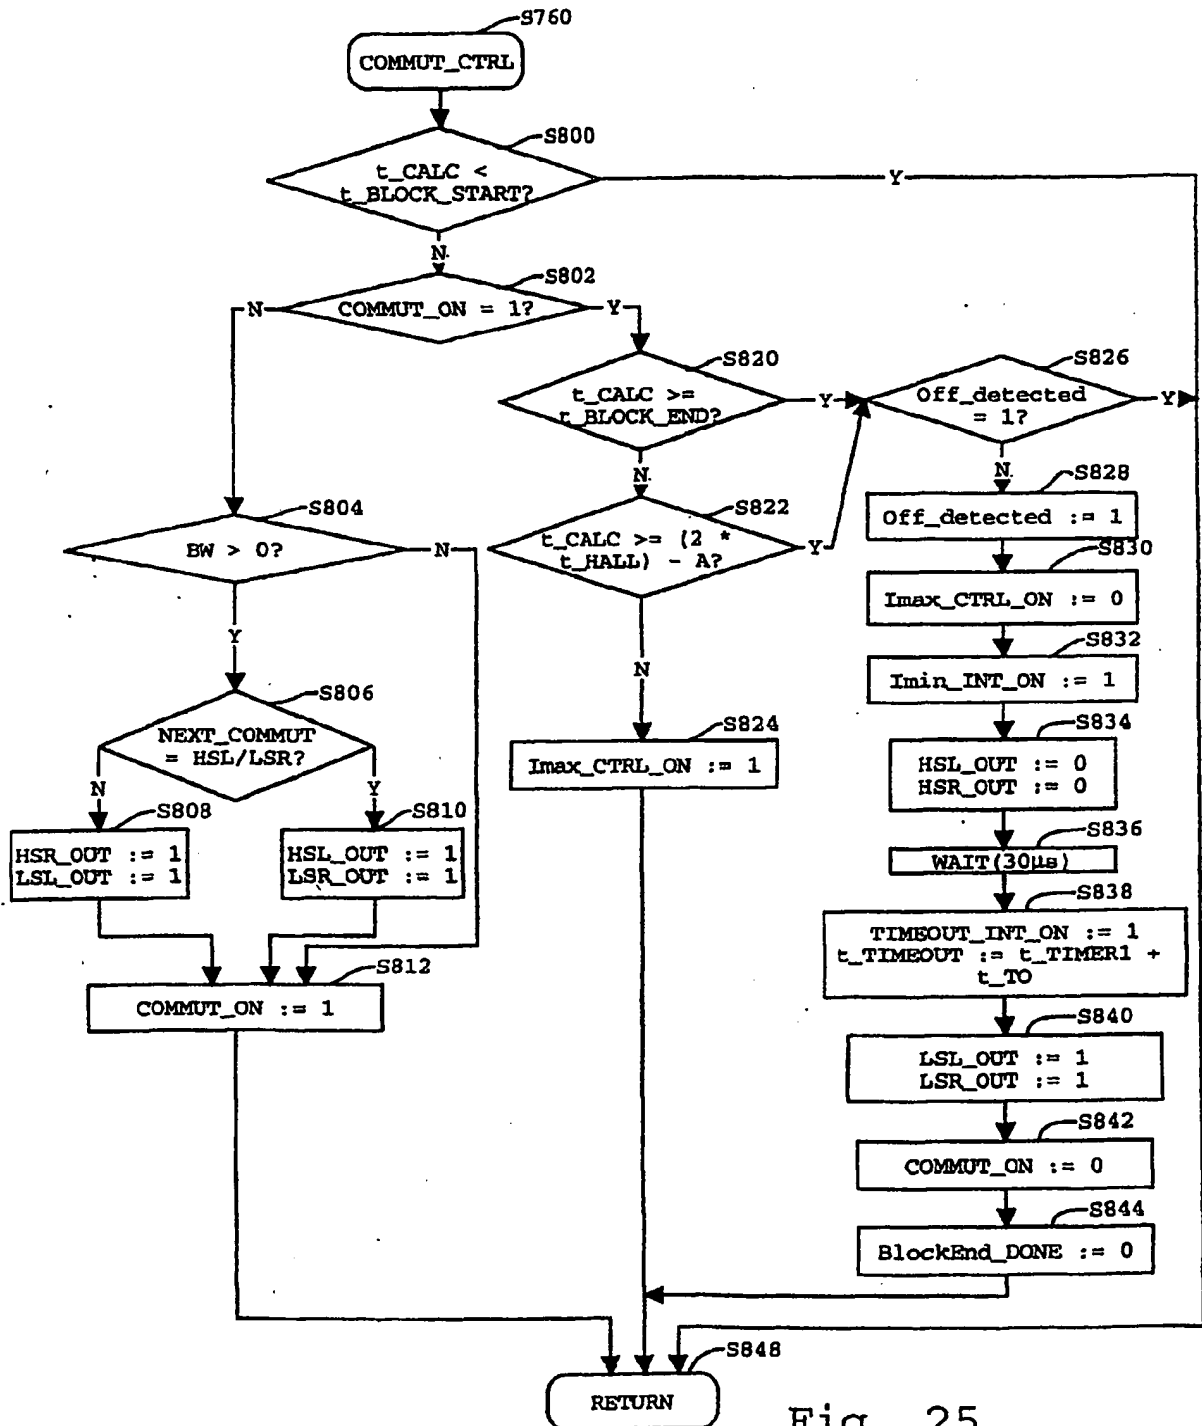 S760
COMMUT_CTRL
S800
t_CALC <
t_BLOCK_START?
Y
N
S802
COMMUT_ON = 1?
N
Y
S820
t_CALC >=
t_BLOCK_END?
Y
N
S826
Off_detected
= 1?
Y
N
S804
BW > 0?
N
Y
S822
t_CALC >= (2 *
t_HALL) - A?
Y
N
S828
Off_detected := 1
S830
Imax_CTRL_ON := 0
S832
Imin_INT_ON := 1
S806
NEXT_COMMUT
= HSL/LSR?
N
Y
S824
Imax_CTRL_ON := 1
S834
HSL_OUT := 0
HSR_OUT := 0
S808
HSR_OUT := 1
LSL_OUT := 1
S810
HSL_OUT := 1
LSR_OUT := 1
S836
WAIT(30µs)
S838
TIMEOUT_INT_ON := 1
t_TIMEOUT := t_TIMER1 +
t_TO
S812
COMMUT_ON := 1
S840
LSL_OUT := 1
LSR_OUT := 1
S842
COMMUT_ON := 0
S844
BlockEnd_DONE := 0
S848
RETURN
Fig. 25